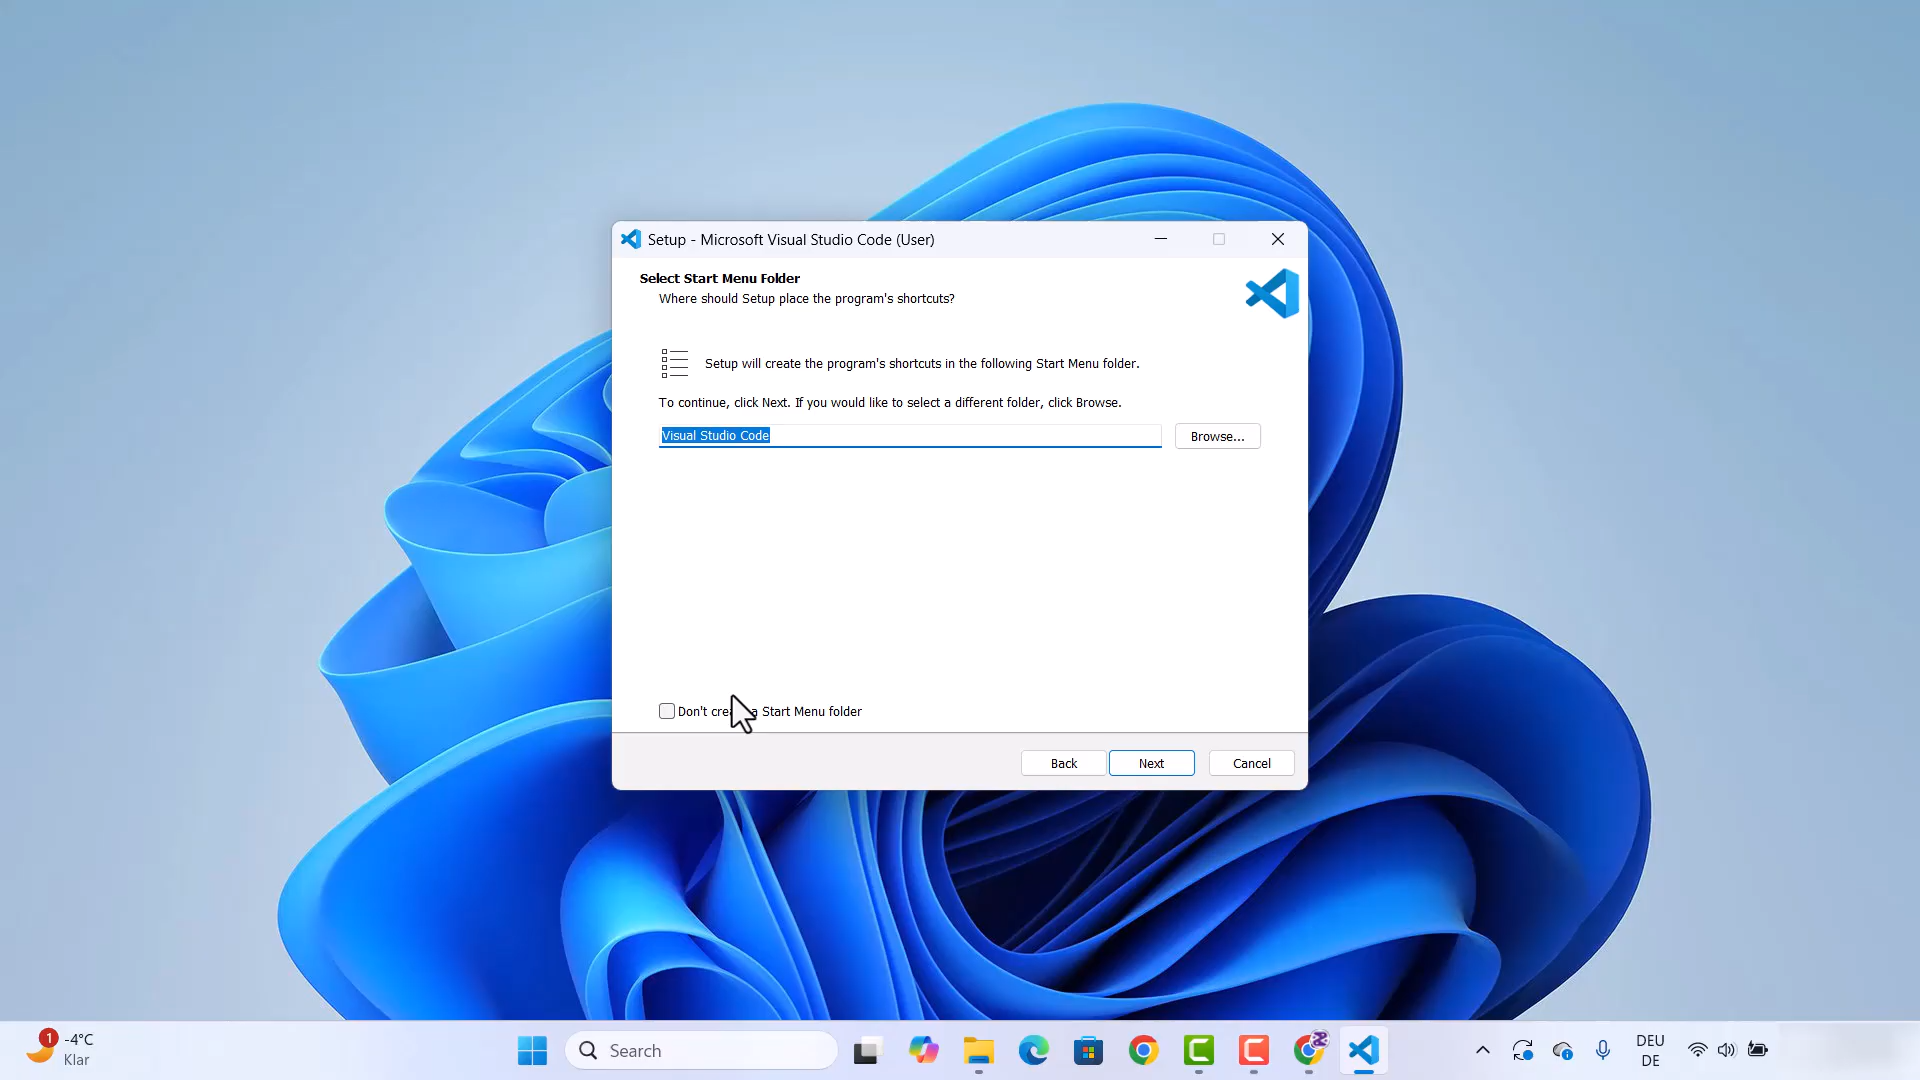 Setup - Microsoft Visual Studio Code (User)
Select Start Menu Folder
Where should Setup place the program's shortcuts?
Setup will create the program's shortcuts in the following Start Menu folder.
To continue, click Next. If you would like to select a different folder, click Browse.
Visual Studio Code
Browse...
Don't a Start Menu folder
Back
Next
Cancel
1
-4°C
Klar
Search
2
DEU
DE